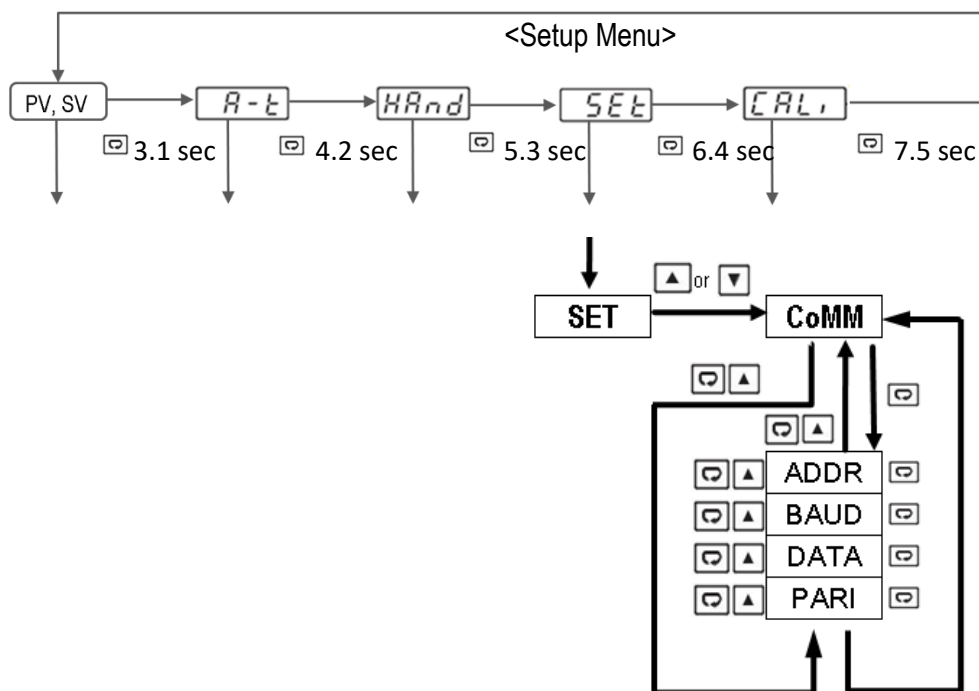 <Setup Menu>
PV, SV
A-t
HAnd
SEt
CALi
3.1 sec
4.2 sec
5.3 sec
6.4 sec
7.5 sec
or
SET
CoMM
ADDR
BAUD
DATA
PARI